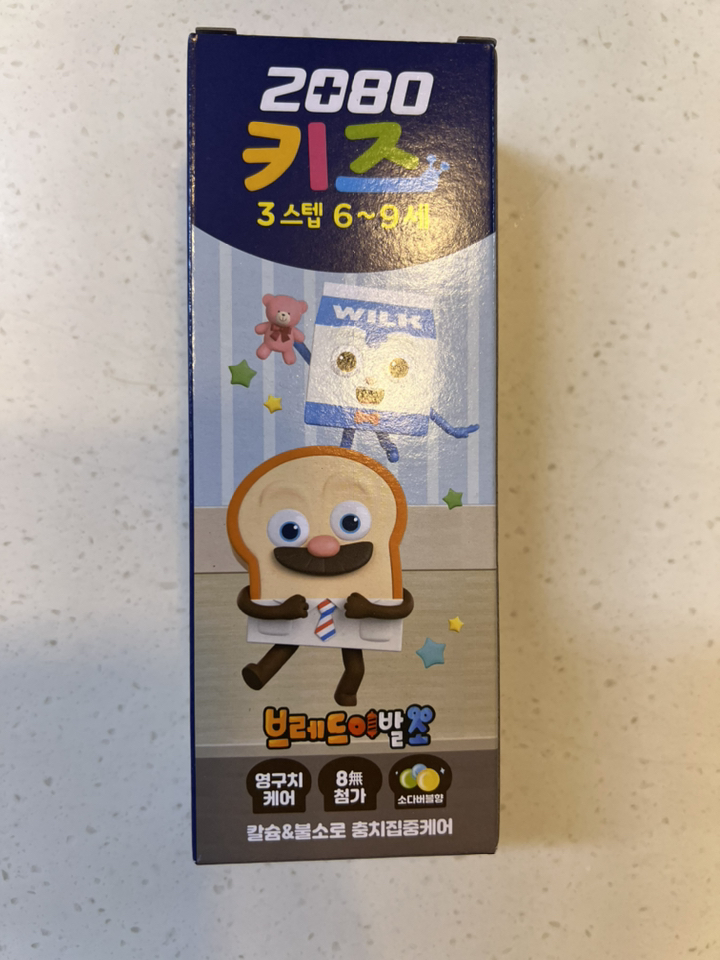 2080
키즈
3스텝 6~9세
WILK
브레드이발소
영구치
케어
8無
첨가
소다버블향
칼슘&불소로 충치집중케어